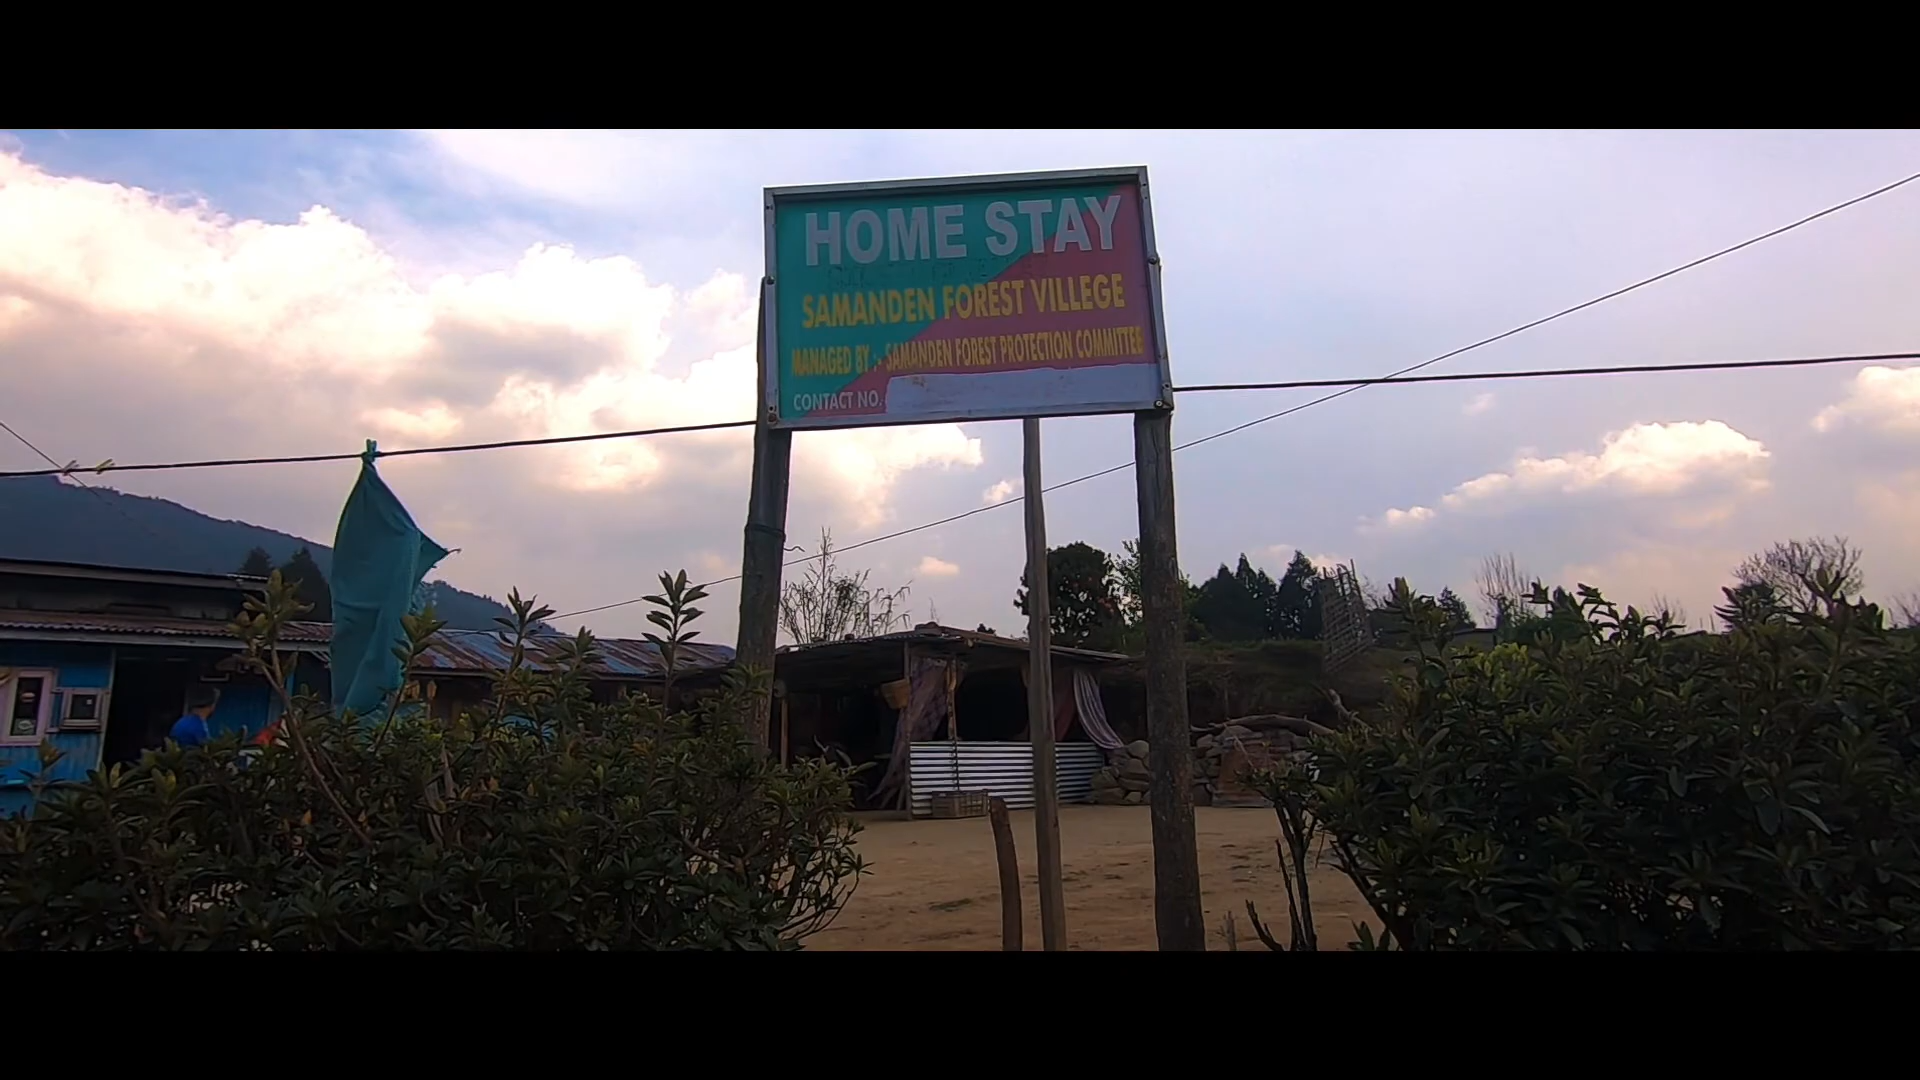 HOME STAY
SAMANDEN FOREST VILLEGE
MANAGED BY :- SAMANDEN FOREST PROTECTION COMMITTEE
CONTACT NO.